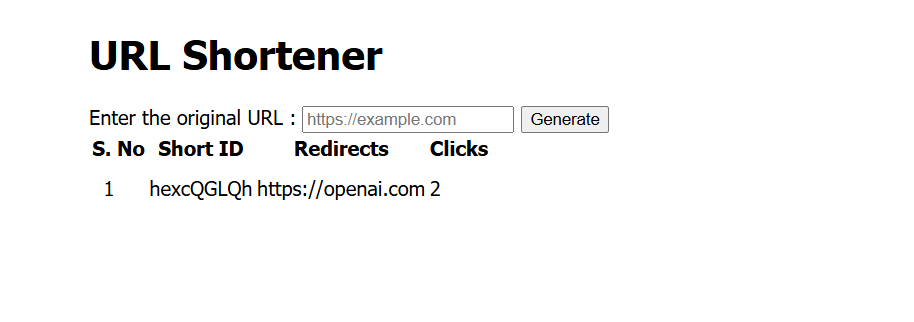 URL Shortener
Enter the original URL : https://example.com Generate
S. No Short ID Redirects Clicks
1 hexcQGLQh https://openai.com 2